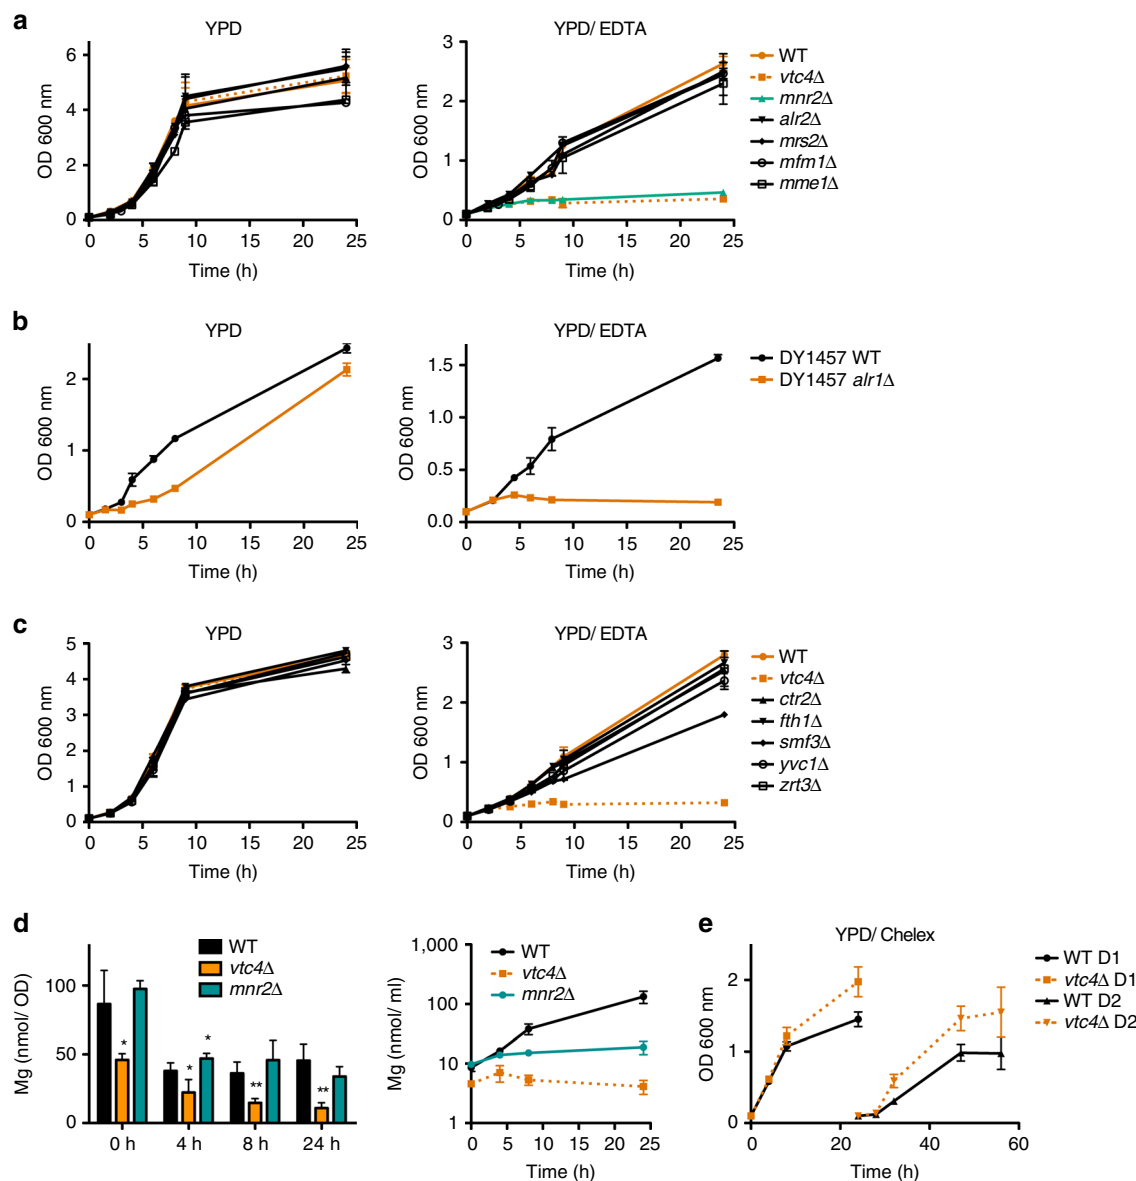 a
YPD
YPD/ EDTA
OD 600 nm
6
4
2
0
0 5 10 15 20 25
Time (h)
OD 600 nm
3
2
1
0
0 5 10 15 20 25
Time (h)
WT
vtc4Δ
mnr2Δ
alr2Δ
mrs2Δ
mfm1Δ
mme1Δ
b
YPD
YPD/ EDTA
OD 600 nm
2
1
0
0 5 10 15 20 25
Time (h)
OD 600 nm
1.5
1.0
0.5
0.0
0 5 10 15 20 25
Time (h)
DY1457 WT
DY1457 alr1Δ
c
YPD
YPD/ EDTA
OD 600 nm
5
4
3
2
1
0
0 5 10 15 20 25
Time (h)
OD 600 nm
3
2
1
0
0 5 10 15 20 25
Time (h)
WT
vtc4Δ
ctr2Δ
fth1Δ
smf3Δ
yvc1Δ
zrt3Δ
d
WT
vtc4Δ
mnr2Δ
Mg (nmol/ OD)
100
50
0
* * * ** **
0 h 4 h 8 h 24 h
WT
vtc4Δ
mnr2Δ
Mg (nmol/ ml)
1,000
100
10
1
0 5 10 15 20 25
Time (h)
e
YPD/ Chelex
OD 600 nm
2
1
0
0 20 40 60
Time (h)
WT D1
vtc4Δ D1
WT D2
vtc4Δ D2